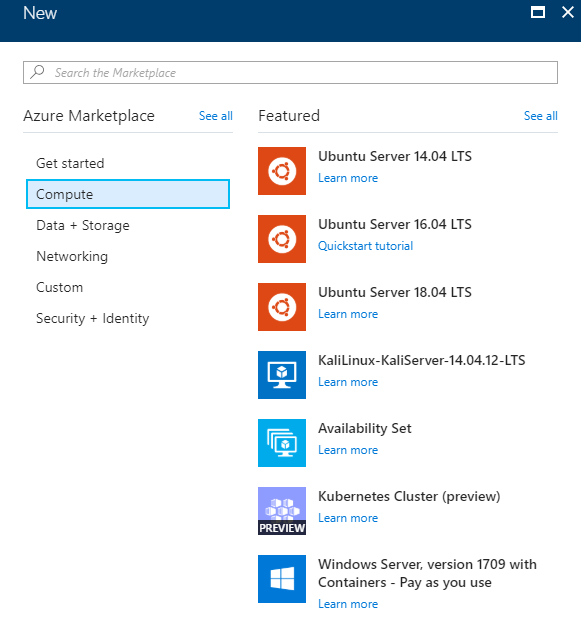 New
Search the Marketplace
Azure Marketplace
See all
Get started
Compute
Data + Storage
Networking
Custom
Security + Identity
Featured
See all
Ubuntu Server 14.04 LTS
Learn more
Ubuntu Server 16.04 LTS
Quickstart tutorial
Ubuntu Server 18.04 LTS
Learn more
KaliLinux-KaliServer-14.04.12-LTS
Learn more
Availability Set
Learn more
Kubernetes Cluster (preview)
PREVIEW
Learn more
Windows Server, version 1709 with
Containers - Pay as you use
Learn more